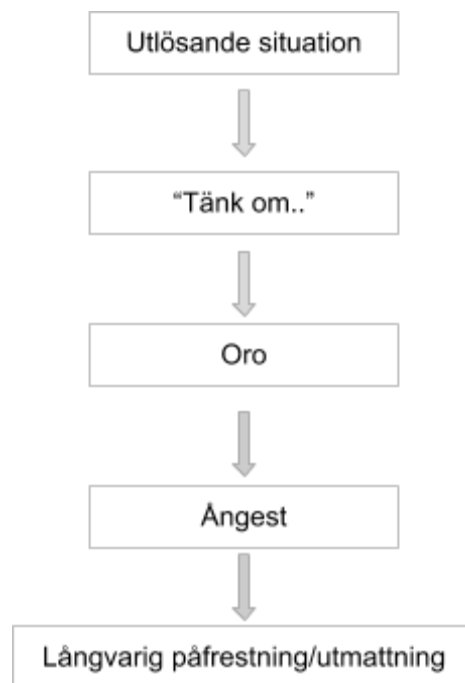 Utlösande situation
“Tänk om..”
Oro
Ångest
Långvarig påfrestning/utmattning